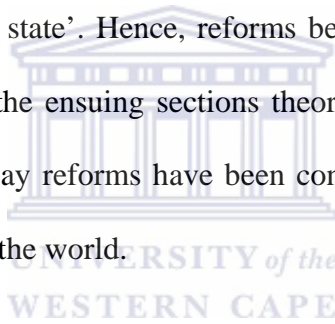 state’. Hence, reforms be
the ensuing sections theor
ay reforms have been con
the world.
UNIVERSITY of the
WESTERN CAPE